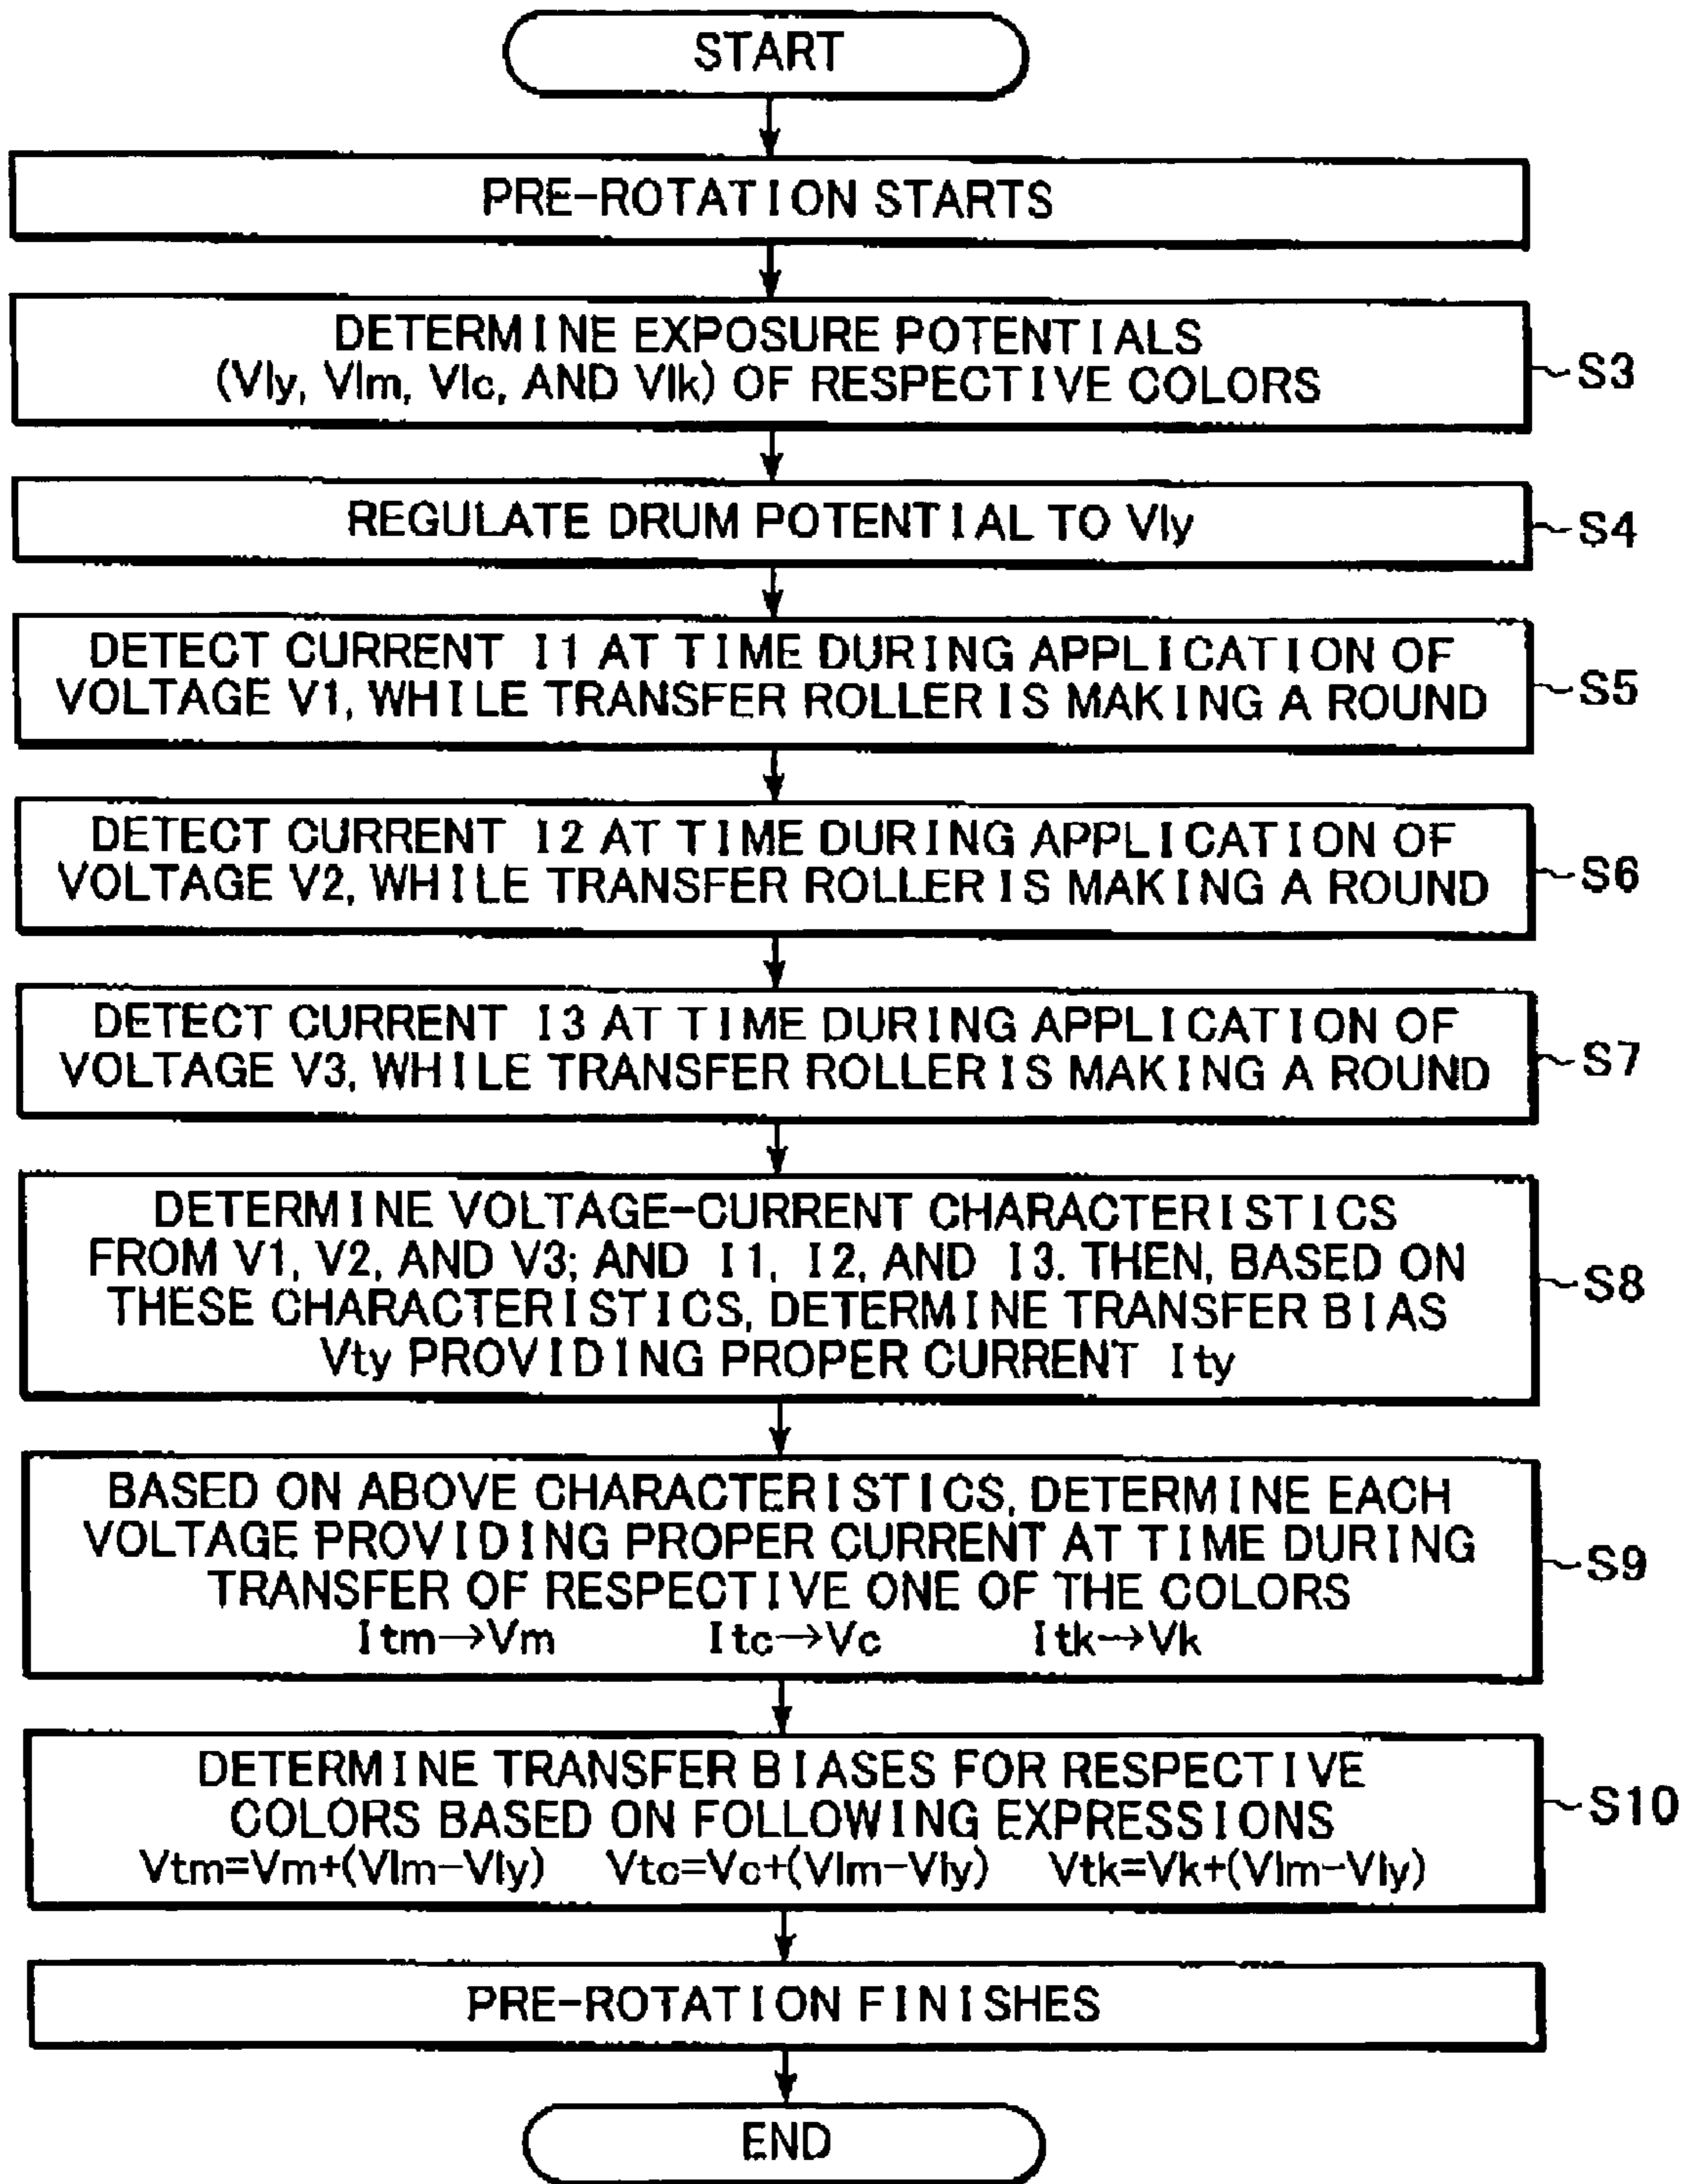 START
PRE-ROTATION STARTS
DETERMINE EXPOSURE POTENTIALS
(Vly, Vlm, Vlc, AND Vlk) OF RESPECTIVE COLORS
S3
REGULATE DRUM POTENTIAL TO Vly
S4
DETECT CURRENT I1 AT TIME DURING APPLICATION OF
VOLTAGE V1, WHILE TRANSFER ROLLER IS MAKING A ROUND
S5
DETECT CURRENT I2 AT TIME DURING APPLICATION OF
VOLTAGE V2, WHILE TRANSFER ROLLER IS MAKING A ROUND
S6
DETECT CURRENT I3 AT TIME DURING APPLICATION OF
VOLTAGE V3, WHILE TRANSFER ROLLER IS MAKING A ROUND
S7
DETERMINE VOLTAGE-CURRENT CHARACTERISTICS
FROM V1, V2, AND V3; AND I1, I2, AND I3. THEN, BASED ON
THESE CHARACTERISTICS, DETERMINE TRANSFER BIAS
Vty PROVIDING PROPER CURRENT Ity
S8
BASED ON ABOVE CHARACTERISTICS, DETERMINE EACH
VOLTAGE PROVIDING PROPER CURRENT AT TIME DURING
TRANSFER OF RESPECTIVE ONE OF THE COLORS
Itm→Vm Itc→Vc Itk→Vk
S9
DETERMINE TRANSFER BIASES FOR RESPECTIVE
COLORS BASED ON FOLLOWING EXPRESSIONS
Vtm=Vm+(Vlm-Vly) Vtc=Vc+(Vlm-Vly) Vtk=Vk+(Vlm-Vly)
S10
PRE-ROTATION FINISHES
END